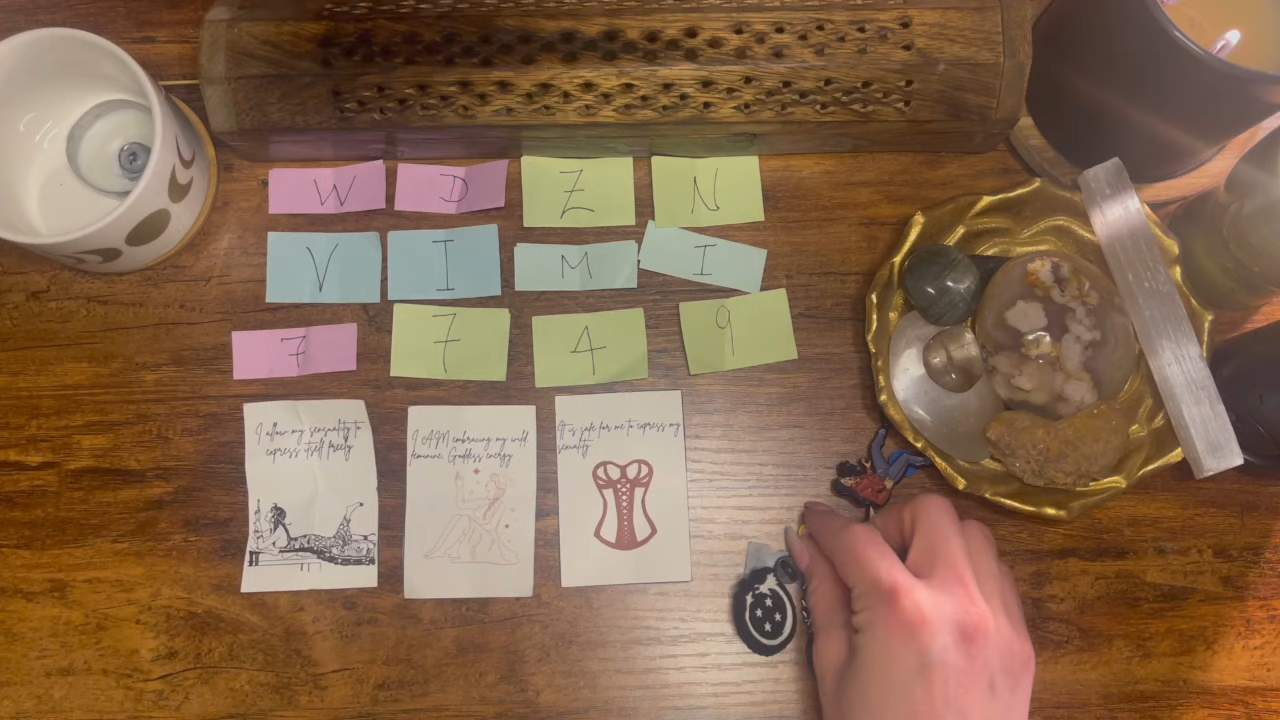 W D Z N
V I M I
7 7 4 9
I allow my sensuality to
express itself freely
I AM embracing my wild
feminine. Goddess energy
It is safe for me to express my
sexuality